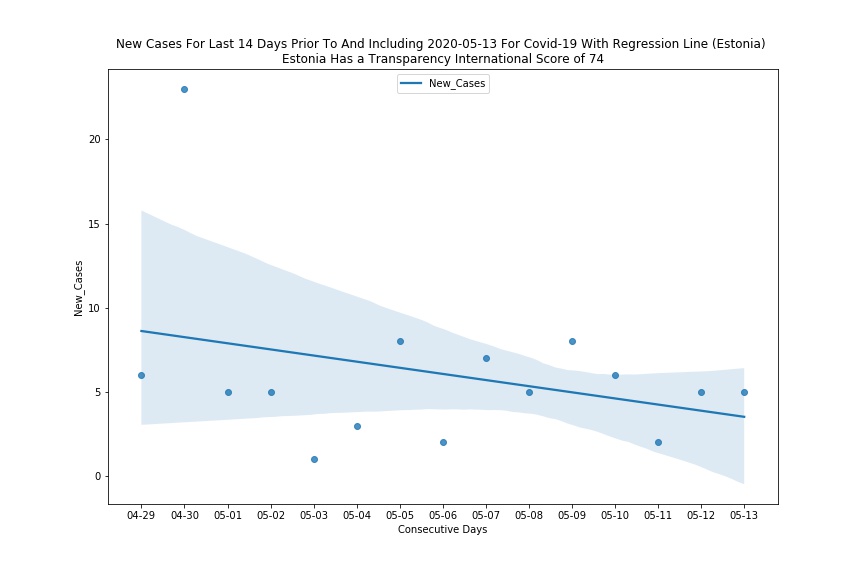 New Cases For Last 14 Days Prior To And Including 2020-05-13 For Covid-19 With Regression Line (Estonia)
Estonia Has a Transparency International Score of 74
New_Cases
20
15
10
5
0
New_Cases
04-29 04-30 05-01 05-02 05-03 05-04 05-05 05-06 05-07 05-08 05-09 05-10 05-11 05-12 05-13
Consecutive Days